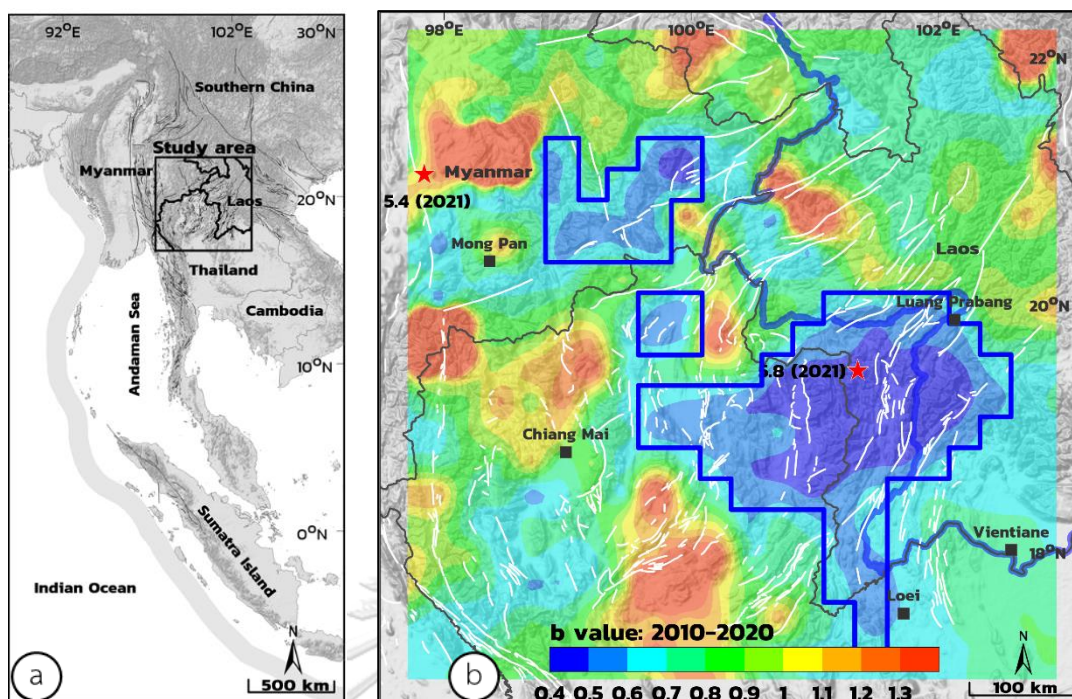 92°E 102°E 30°N
Southern China
Study area
Myanmar
Laos
20°N
Thailand
Cambodia
Andaman Sea
10°N
0°N
Sumatra Island
Indian Ocean
N
a
500 km
98°E 100°E 102°E
22°N
Myanmar
5.4 (2021)
Mong Pan
Laos
20°N
Luang Prabang
5.8 (2021)
Chiang Mai
Vientiane
18°N
Loei
b value: 2010-2020
0.4 0.5 0.6 0.7 0.8 0.9 1 1.1 1.2 1.3
N
b
100 km